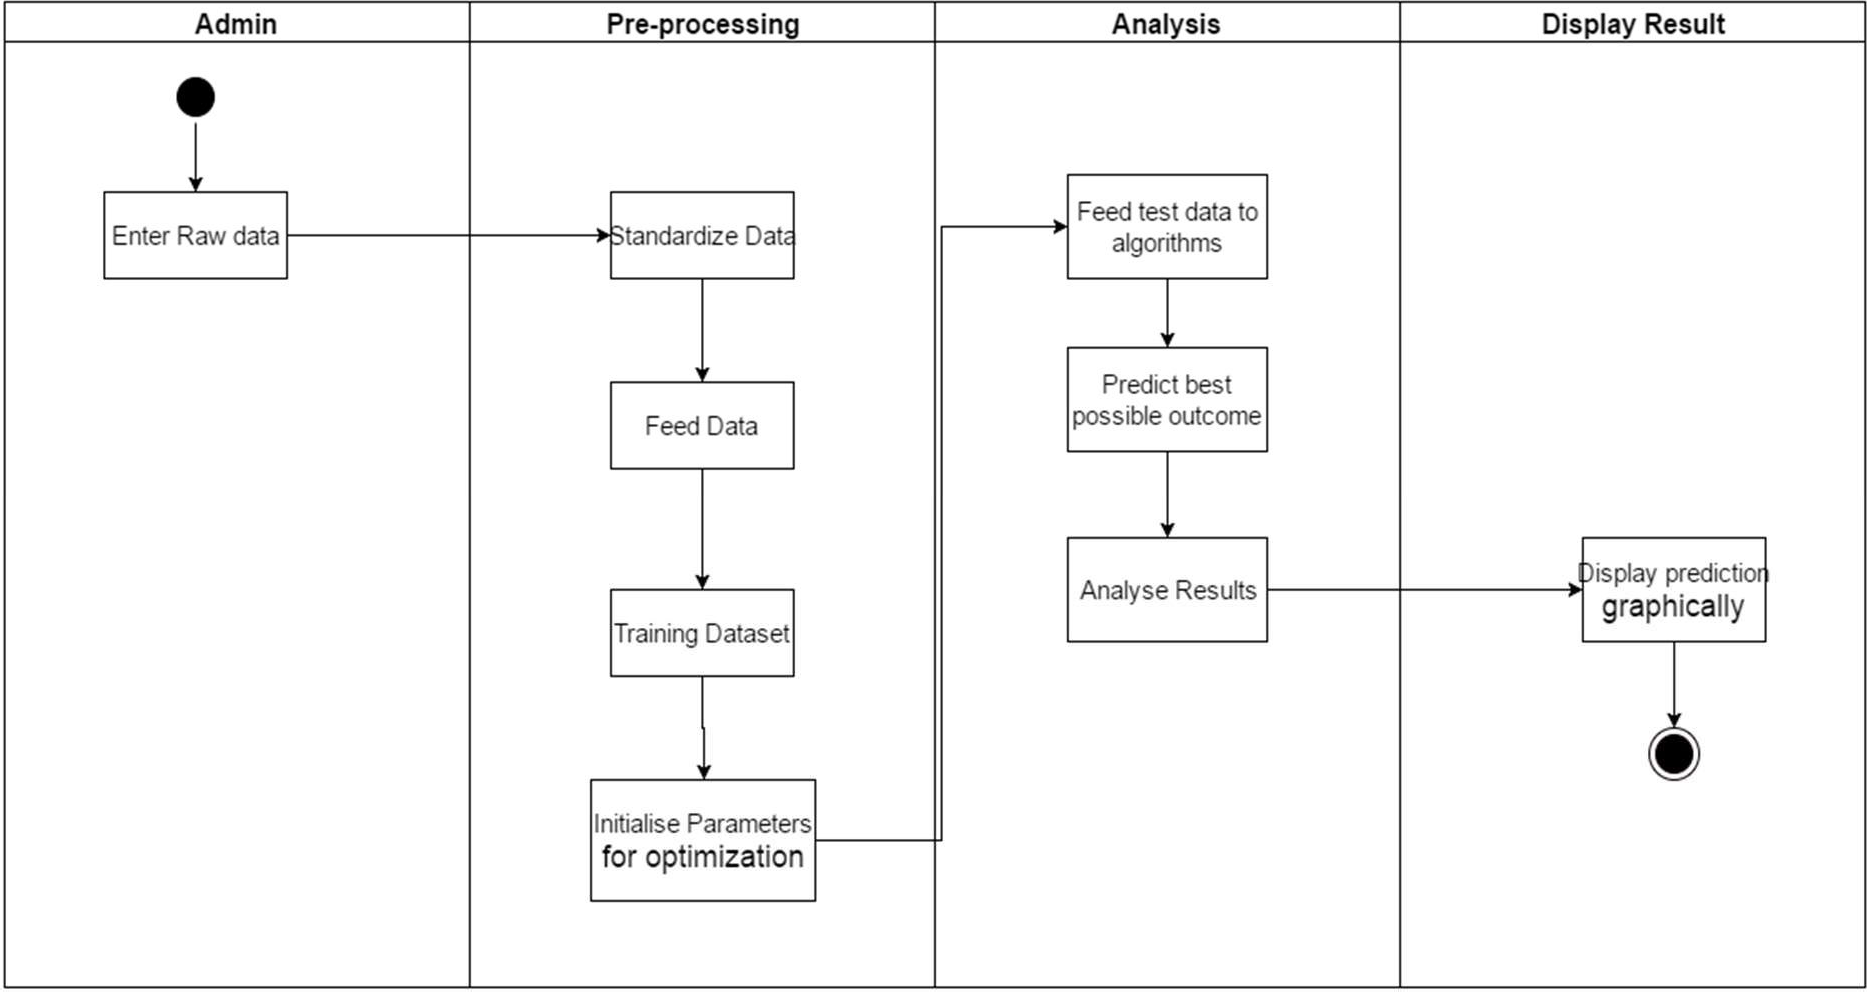 Admin
Pre-processing
Analysis
Display Result
Enter Raw data
Standardize Data
Feed Data
Training Dataset
Initialise Parameters
for optimization
Feed test data to
algorithms
Predict best
possible outcome
Analyse Results
Display prediction
graphically